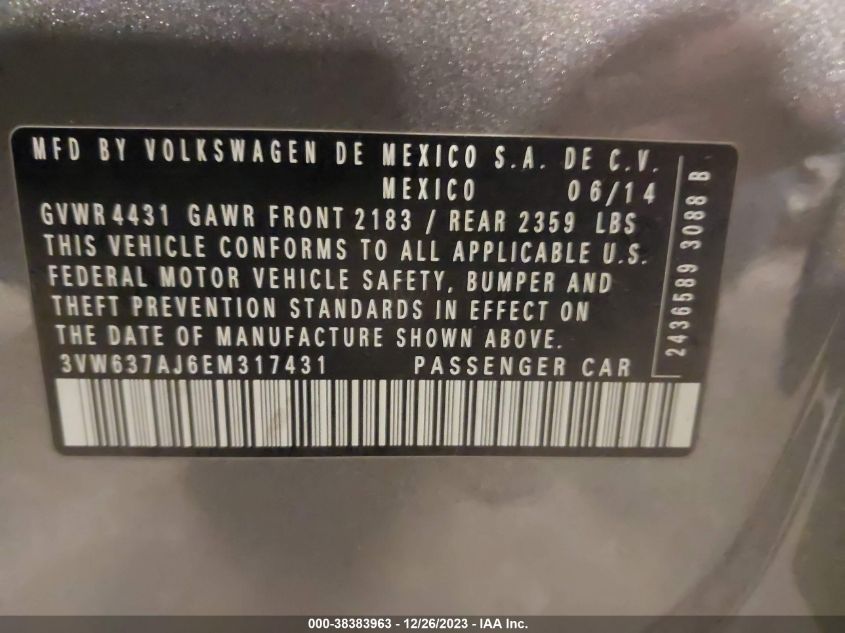 MFD BY VOLKSWAGEN DE MEXICO S.A. DE C.V.
MEXICO 06/14
GVWR 4431 GAWR FRONT 2183 / REAR 2359 LBS
THIS VEHICLE CONFORMS TO ALL APPLICABLE U.S.
FEDERAL MOTOR VEHICLE SAFETY, BUMPER AND
THEFT PREVENTION STANDARDS IN EFFECT ON
THE DATE OF MANUFACTURE SHOWN ABOVE.
3VW637AJ6EM317431 PASSENGER CAR
2436589 3088 B
000-38383963 - 12/26/2023 - IAA Inc.